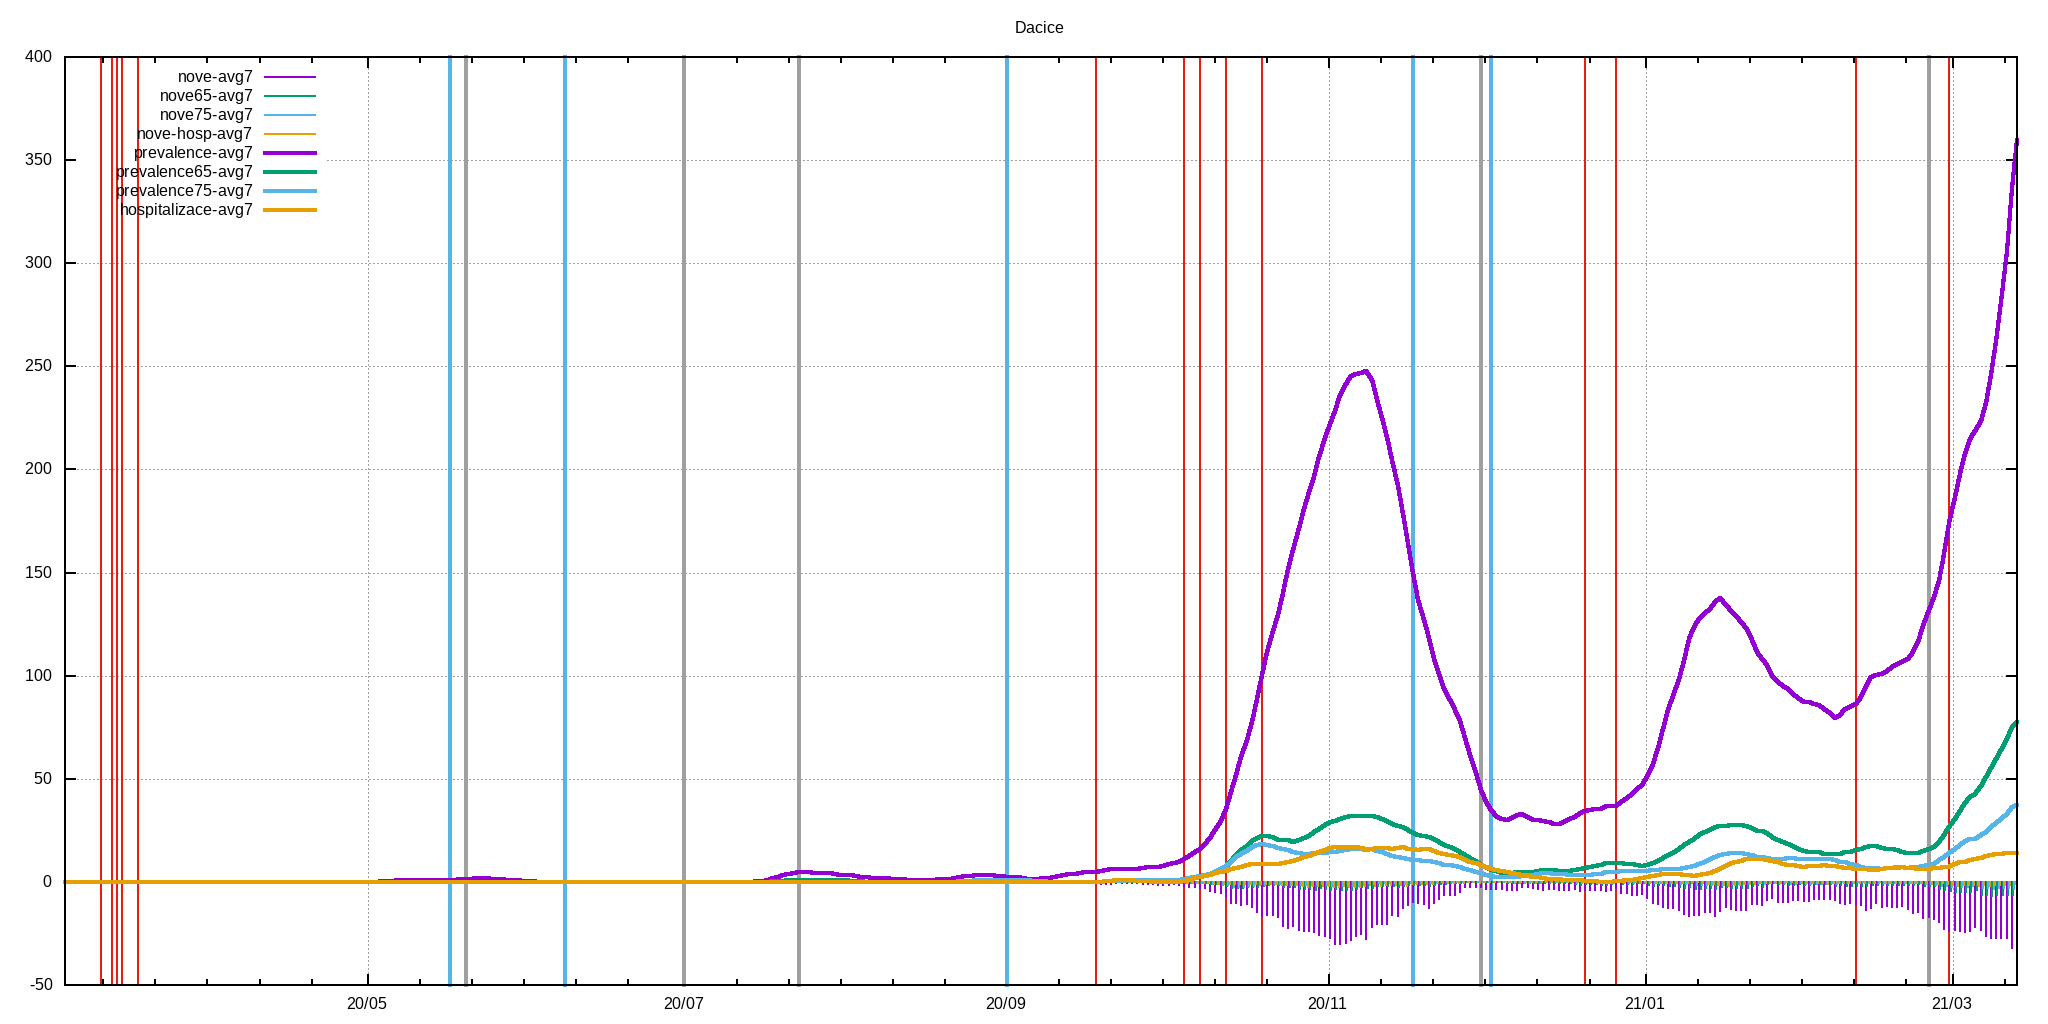 Dacice
400
350
300
250
200
150
100
50
0
-50
nove-avg7
nove65-avg7
nove75-avg7
nove-hosp-avg7
prevalence-avg7
prevalence65-avg7
prevalence75-avg7
hospitalizace-avg7
20/05
20/07
20/09
20/11
21/01
21/03